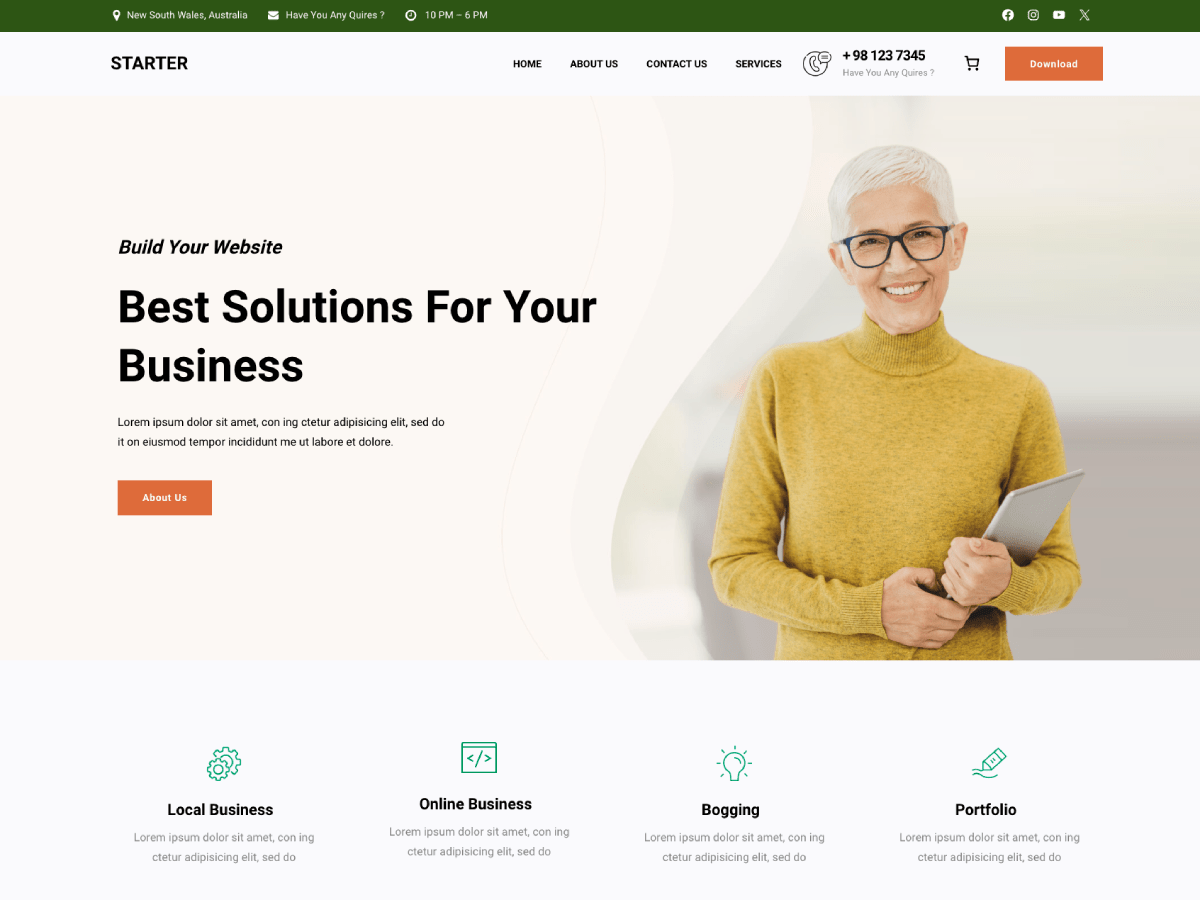 New South Wales, Australia Have You Any Quires ? 10 PM – 6 PM
STARTER HOME ABOUT US CONTACT US SERVICES + 98 123 7345
Have You Any Quires ?
Download
Build Your Website
Best Solutions For Your
Business
Lorem ipsum dolor sit amet, con ing ctetur adipisicing elit, sed do
it on eiusmod tempor incididunt me ut labore et dolore.
About Us
Local Business
Lorem ipsum dolor sit amet, con ing
ctetur adipisicing elit, sed do
</>
Online Business
Lorem ipsum dolor sit amet, con ing
ctetur adipisicing elit, sed do
Bogging
Lorem ipsum dolor sit amet, con ing
ctetur adipisicing elit, sed do
Portfolio
Lorem ipsum dolor sit amet, con ing
ctetur adipisicing elit, sed do